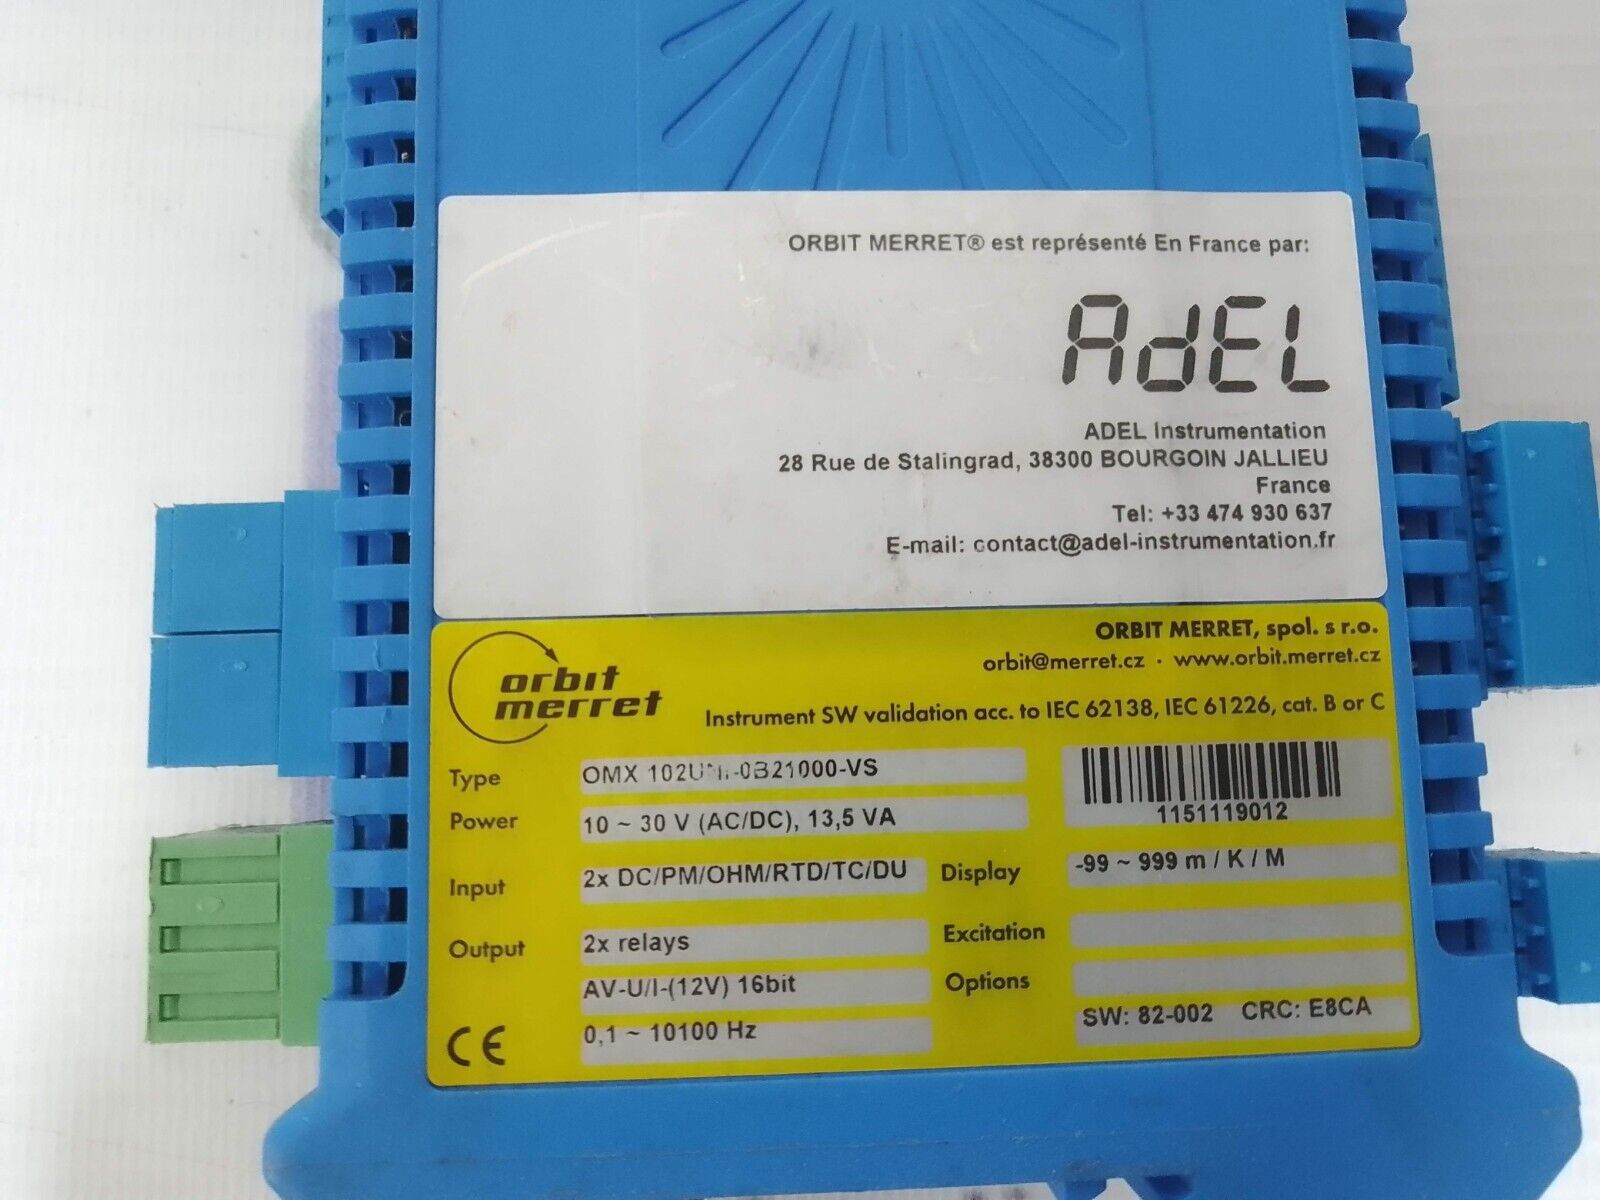 ORBIT MERRET® est représenté En France par:
AdEL
ADEL Instrumentation
28 Rue de Stalingrad, 38300 BOURGOIN JALLIEU
France
Tel: +33 474 930 637
E-mail: contact@adel-instrumentation.fr
orbit
merret
ORBIT MERRET, spol. s r.o.
orbit@merret.cz · www.orbit.merret.cz
Instrument SW validation acc. to IEC 62138, IEC 61226, cat. B or C
Type OMX
1151119012
Power 10 ~ 30 V (AC/DC), 13,5 VA
Input 2x DC/PM/OHM/RTD/TC/DU
Display -99 ~ 999 m / K / M
Output 2x relays
Excitation
AV-U/I-(12V) 16bit
Options
CE 0,1 ~ 10100 Hz
SW: 82-002 CRC: E8CA